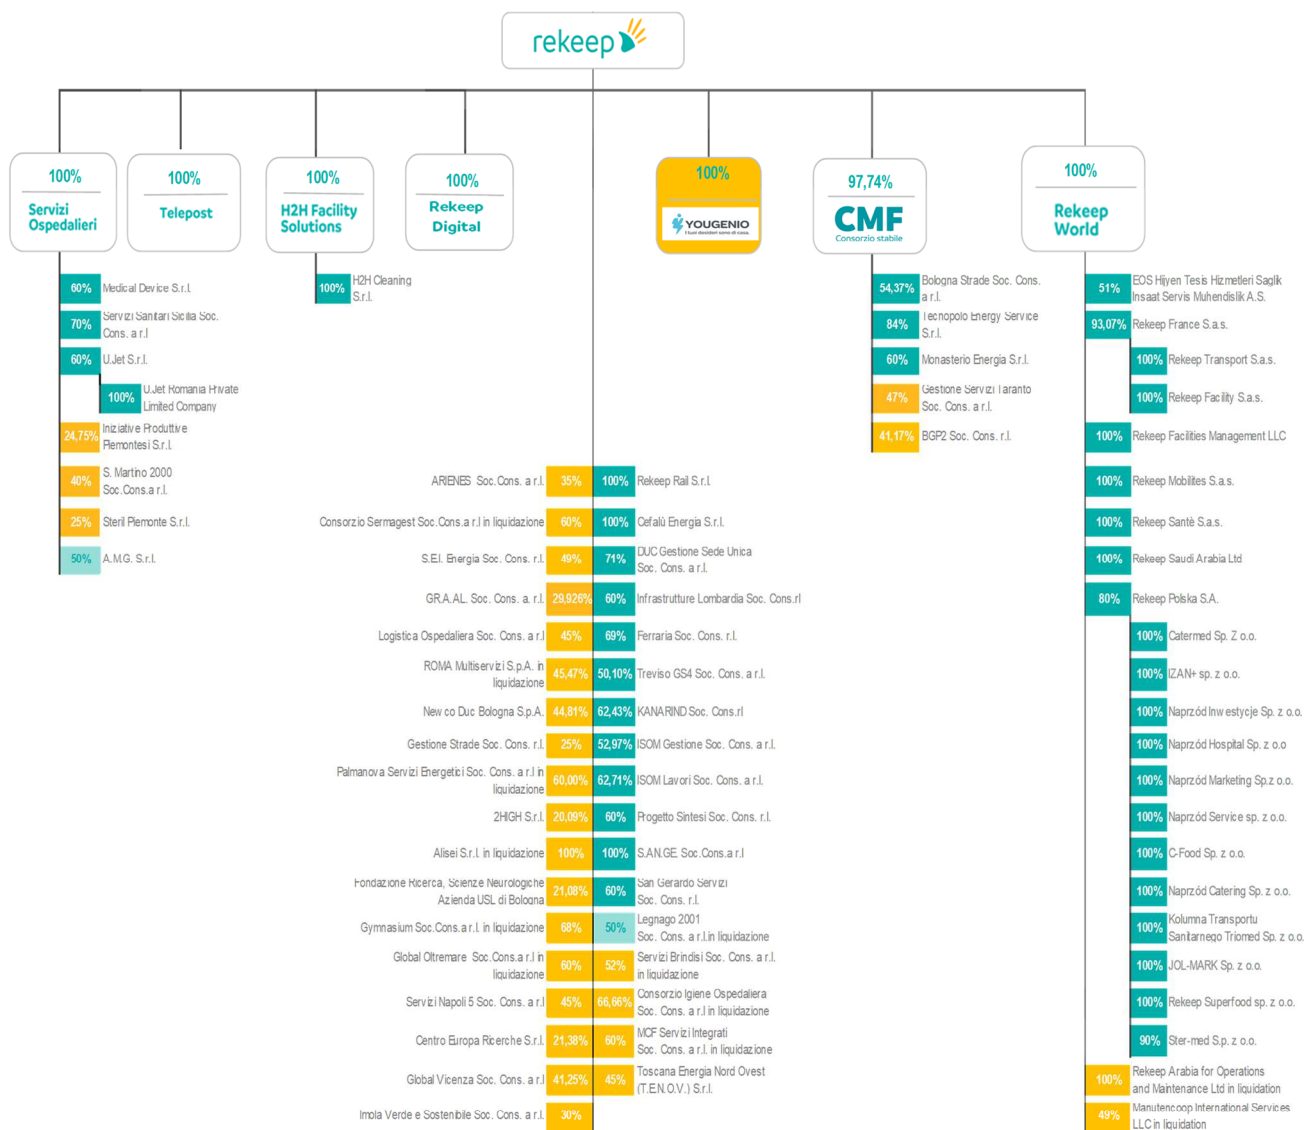 rekeep
100%
Servizi
Ospedalieri
100%
Telepost
100%
H2H Facility
Solutions
100%
Rekeep
Digital
100%
YOUGENIO
I tuoi desideri sono di casa.
97,74%
CMF
Consorzio stabile
100%
Rekeep
World
60% Medical Device S.r.l.
70% Servizi Sanitari Sicilia Soc.
Cons. a r.l
60% U.Jet S.r.l.
100% U.Jet Romania Private
Limited Company
24,75% Iniziative Produttive
Piemontesi S.r.l.
40% S. Martino 2000
Soc.Cons.a r.l.
25% Steril Piemonte S.r.l.
50% A.M.G. S.r.l.
100% H2H Cleaning
S.r.l.
ARIENES Soc.Cons. a r.l. 35%
Consorzio Sermagest Soc.Cons.a r.l in liquidazione 60%
S.E.I. Energia Soc. Cons. r.l. 49%
GR.A.AL. Soc. Cons. a. r.l. 29,926%
Logistica Ospedaliera Soc. Cons. a r.l 45%
ROMA Multiservizi S.p.A. in
liquidazione 45,47%
New co Duc Bologna S.p.A. 44,81%
Gestione Strade Soc. Cons. r.l. 25%
Palmanova Servizi Energetici Soc. Cons. a r.l in
liquidazione 60,00%
2HIGH S.r.l. 20,09%
Alisei S.r.l. in liquidazione 100%
Fondazione Ricerca, Scienze Neurologiche
Azienda USL di Bologna 21,08%
Gymnasium Soc.Cons.a r.l. in liquidazione 68%
Global Oltremare Soc.Cons.a r.l in
liquidazione 60%
Servizi Napoli 5 Soc. Cons. a r.l 45%
Centro Europa Ricerche S.r.l. 21,38%
Global Vicenza Soc. Cons. a r.l 41,25%
Imola Verde e Sostenibile Soc. Cons. a r.l. 30%
100% Rekeep Rail S.r.l.
100% Cefalù Energia S.r.l.
71% DUC Gestione Sede Unica
Soc. Cons. a r.l.
60% Infrastrutture Lombardia Soc. Cons.rl
69% Ferraria Soc. Cons. r.l.
50,10% Treviso GS4 Soc. Cons. a r.l.
62,43% KANARIND Soc. Cons.rl
52,97% ISOM Gestione Soc. Cons. a r.l.
62,71% ISOM Lavori Soc. Cons. a r.l.
60% Progetto Sintesi Soc. Cons. r.l.
100% S.AN.GE. Soc.Cons.a r.l
60% San Gerardo Servizi
Soc. Cons. r.l.
50% Legnago 2001
Soc. Cons. a r.l.in liquidazione
52% Servizi Brindisi Soc. Cons. a r.l.
in liquidazione
66,66% Consorzio Igiene Ospedaliera
Soc. Cons. a r.l in liquidazione
60% MCF Servizi Integrati
Soc. Cons. a r.l. in liquidazione
45% Toscana Energia Nord Ovest
(T.E.N.O.V.) S.r.l.
54,37% Bologna Strade Soc. Cons.
a r.l.
84% Tecnopolo Energy Service
S.r.l.
60% Monasterio Energia S.r.l.
47% Gestione Servizi Taranto
Soc. Cons. a r.l.
41,17% BGP2 Soc. Cons. r.l.
51% EOS Hijyen Tesis Hizmetleri Saglik
Insaat Servis Muhendislik A.S.
93,07% Rekeep France S.a.s.
100% Rekeep Transport S.a.s.
100% Rekeep Facility S.a.s.
100% Rekeep Facilities Management LLC
100% Rekeep Mobilites S.a.s.
100% Rekeep Santè S.a.s.
100% Rekeep Saudi Arabia Ltd
80% Rekeep Polska S.A.
100% Catermed Sp. Z o.o.
100% IZAN+ sp. z o.o.
100% Naprzód Inwestycje Sp. z o.o.
100% Naprzód Hospital Sp. z o.o
100% Naprzód Marketing Sp.z o.o.
100% Naprzód Service sp. z o.o.
100% C-Food Sp. z o.o.
100% Naprzód Catering Sp. z o.o.
100% Kolumna Transportu
Sanitarnego Triomed Sp. z o.o.
100% JOL-MARK Sp. z o.o.
100% Rekeep Superfood sp. z o.o.
90% Ster-med S.p. z o.o.
100% Rekeep Arabia for Operations
and Maintenance Ltd in liquidation
49% Manutencoop International Services
LLC in liquidation